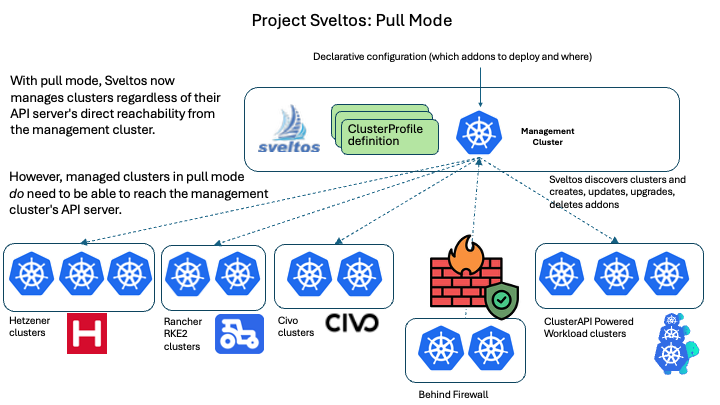 Project Sveltos: Pull Mode
Declarative configuration (which addons to deploy and where)
With pull mode, Sveltos now
manages clusters regardless of their
API server's direct reachability from
the management cluster.
sveltos
ClusterProfile
definition
Management
Cluster
However, managed clusters in pull mode
do need to be able to reach the management
cluster's API server.
Sveltos discovers clusters and
creates, updates, upgrades,
deletes addons
Hetzener
clusters
H
Rancher
RKE2
clusters
Civo
clusters
CIVO
ClusterAPI Powered
Workload clusters
Behind Firewall